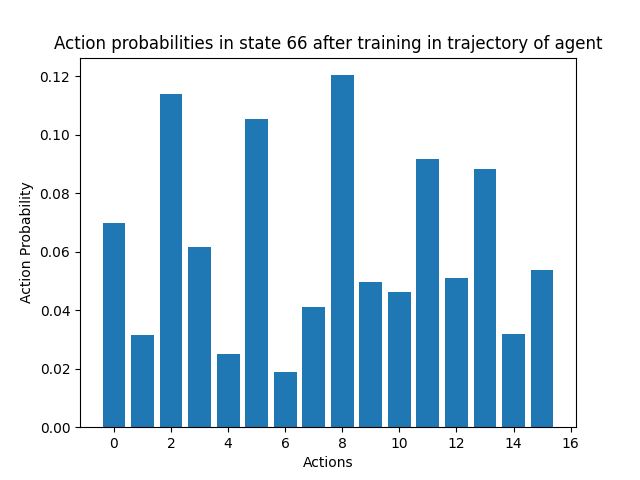 Action probabilities in state 66 after training in trajectory of agent
0.12
0.10
0.08
0.06
0.04
0.02
0.00
Action Probability
0 2 4 6 8 10 12 14 16
Actions